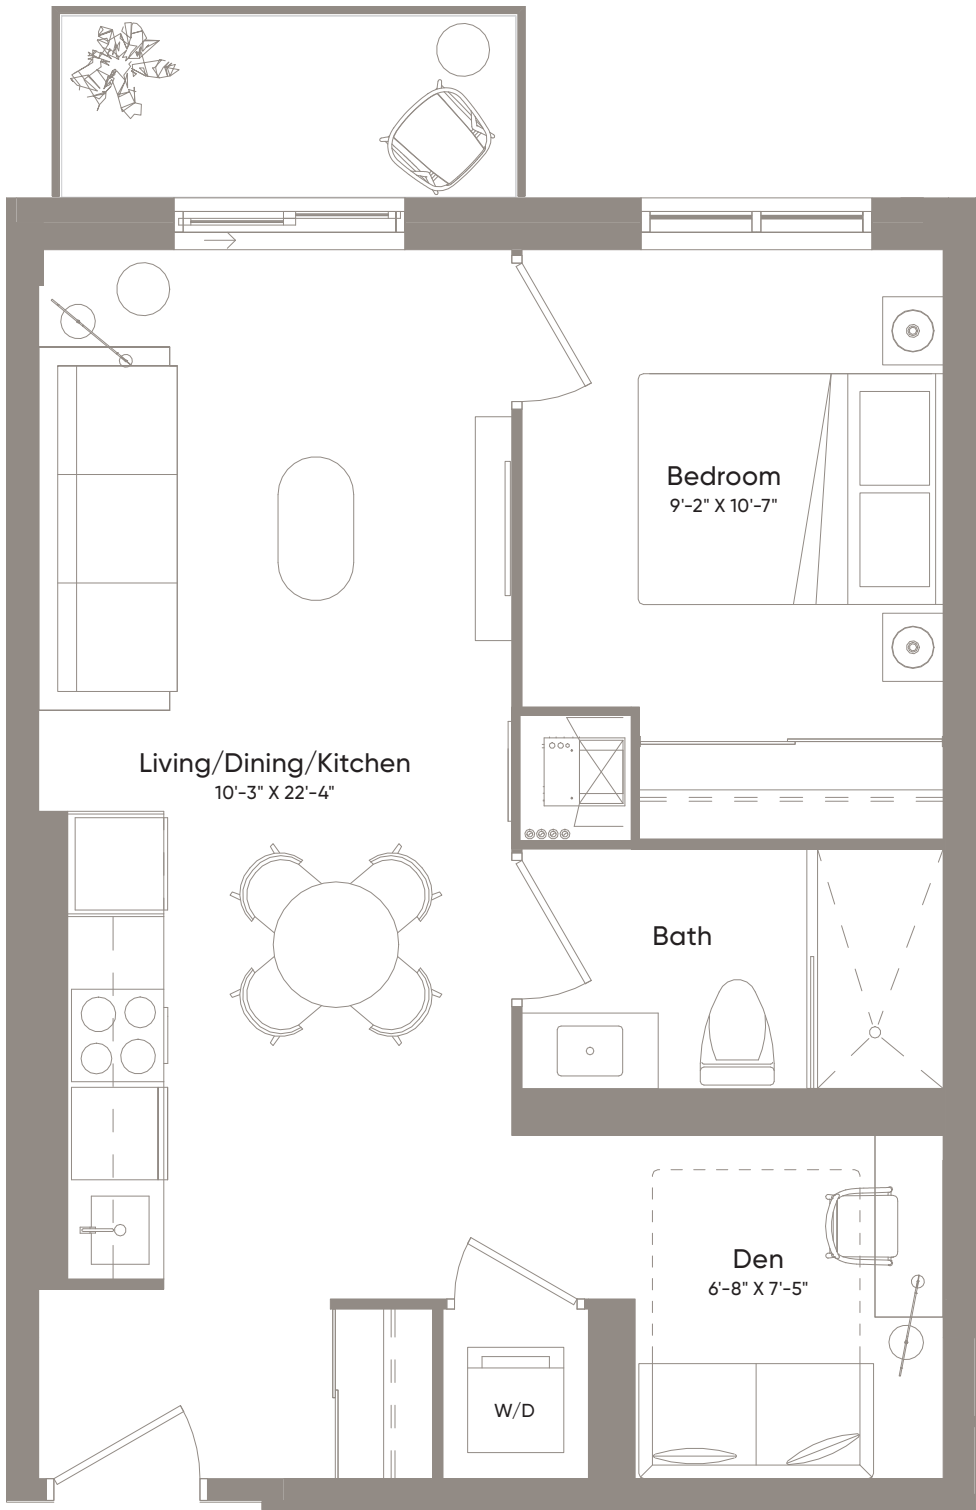 Bedroom
9'-2" X 10'-7"
Living/Dining/Kitchen
10'-3" X 22'-4"
Bath
Den
6'-8" X 7'-5"
W/D